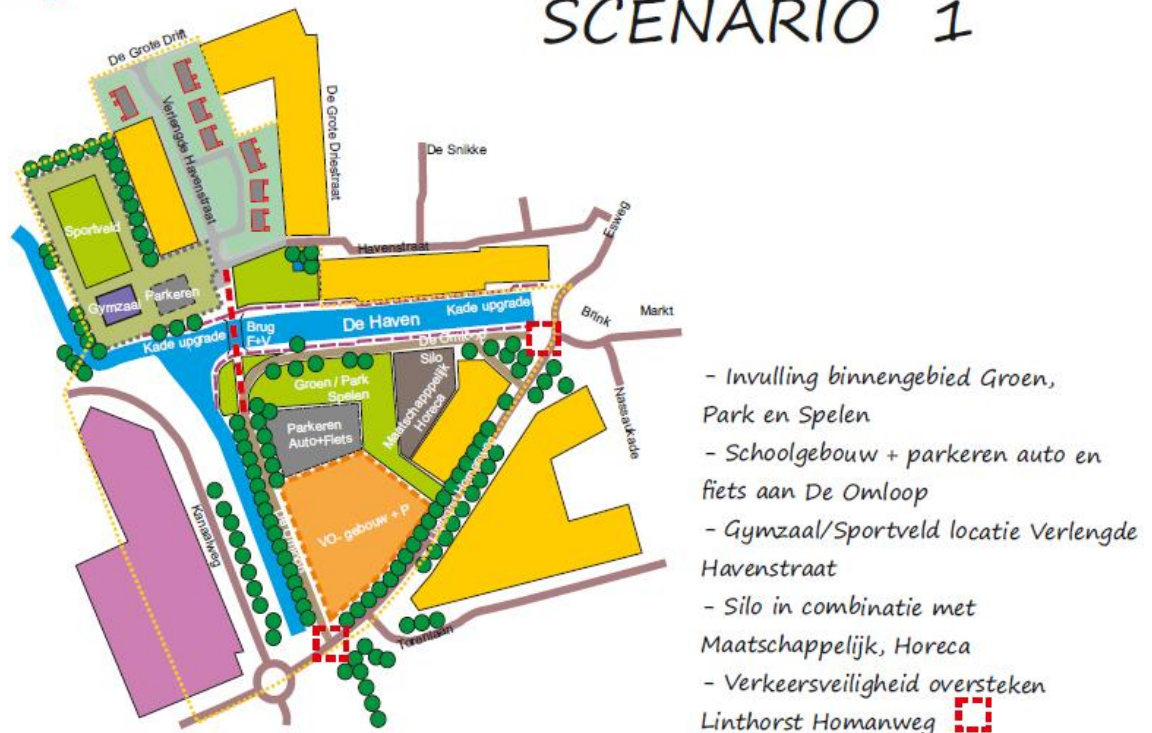 SCENARIO 1
De Grote Drift
Verlengde Havenstraat
De Grote Driestraat
De Snikke
Esweg
Sportveld
Havenstraat
Gymzaal
Parkeren
Kade upgrade
Brug
F+V
De Haven
Kade upgrade
Brink
Markt
De Omloop
Silo
Maatschappelijk
Horeca
Groen / Park
Spelen
Nassaukade
Parkeren
Auto+Fiets
VO- gebouw + P
Kanaalweg
Torenlaan
- Invulling binnengebied Groen,
Park en Spelen
- Schoolgebouw + parkeren auto en
fiets aan De Omloop
- Gymzaal/Sportveld locatie Verlengde
Havenstraat
- Silo in combinatie met
Maatschappelijk, Horeca
- Verkeersveiligheid oversteken
Linthorst Homanweg